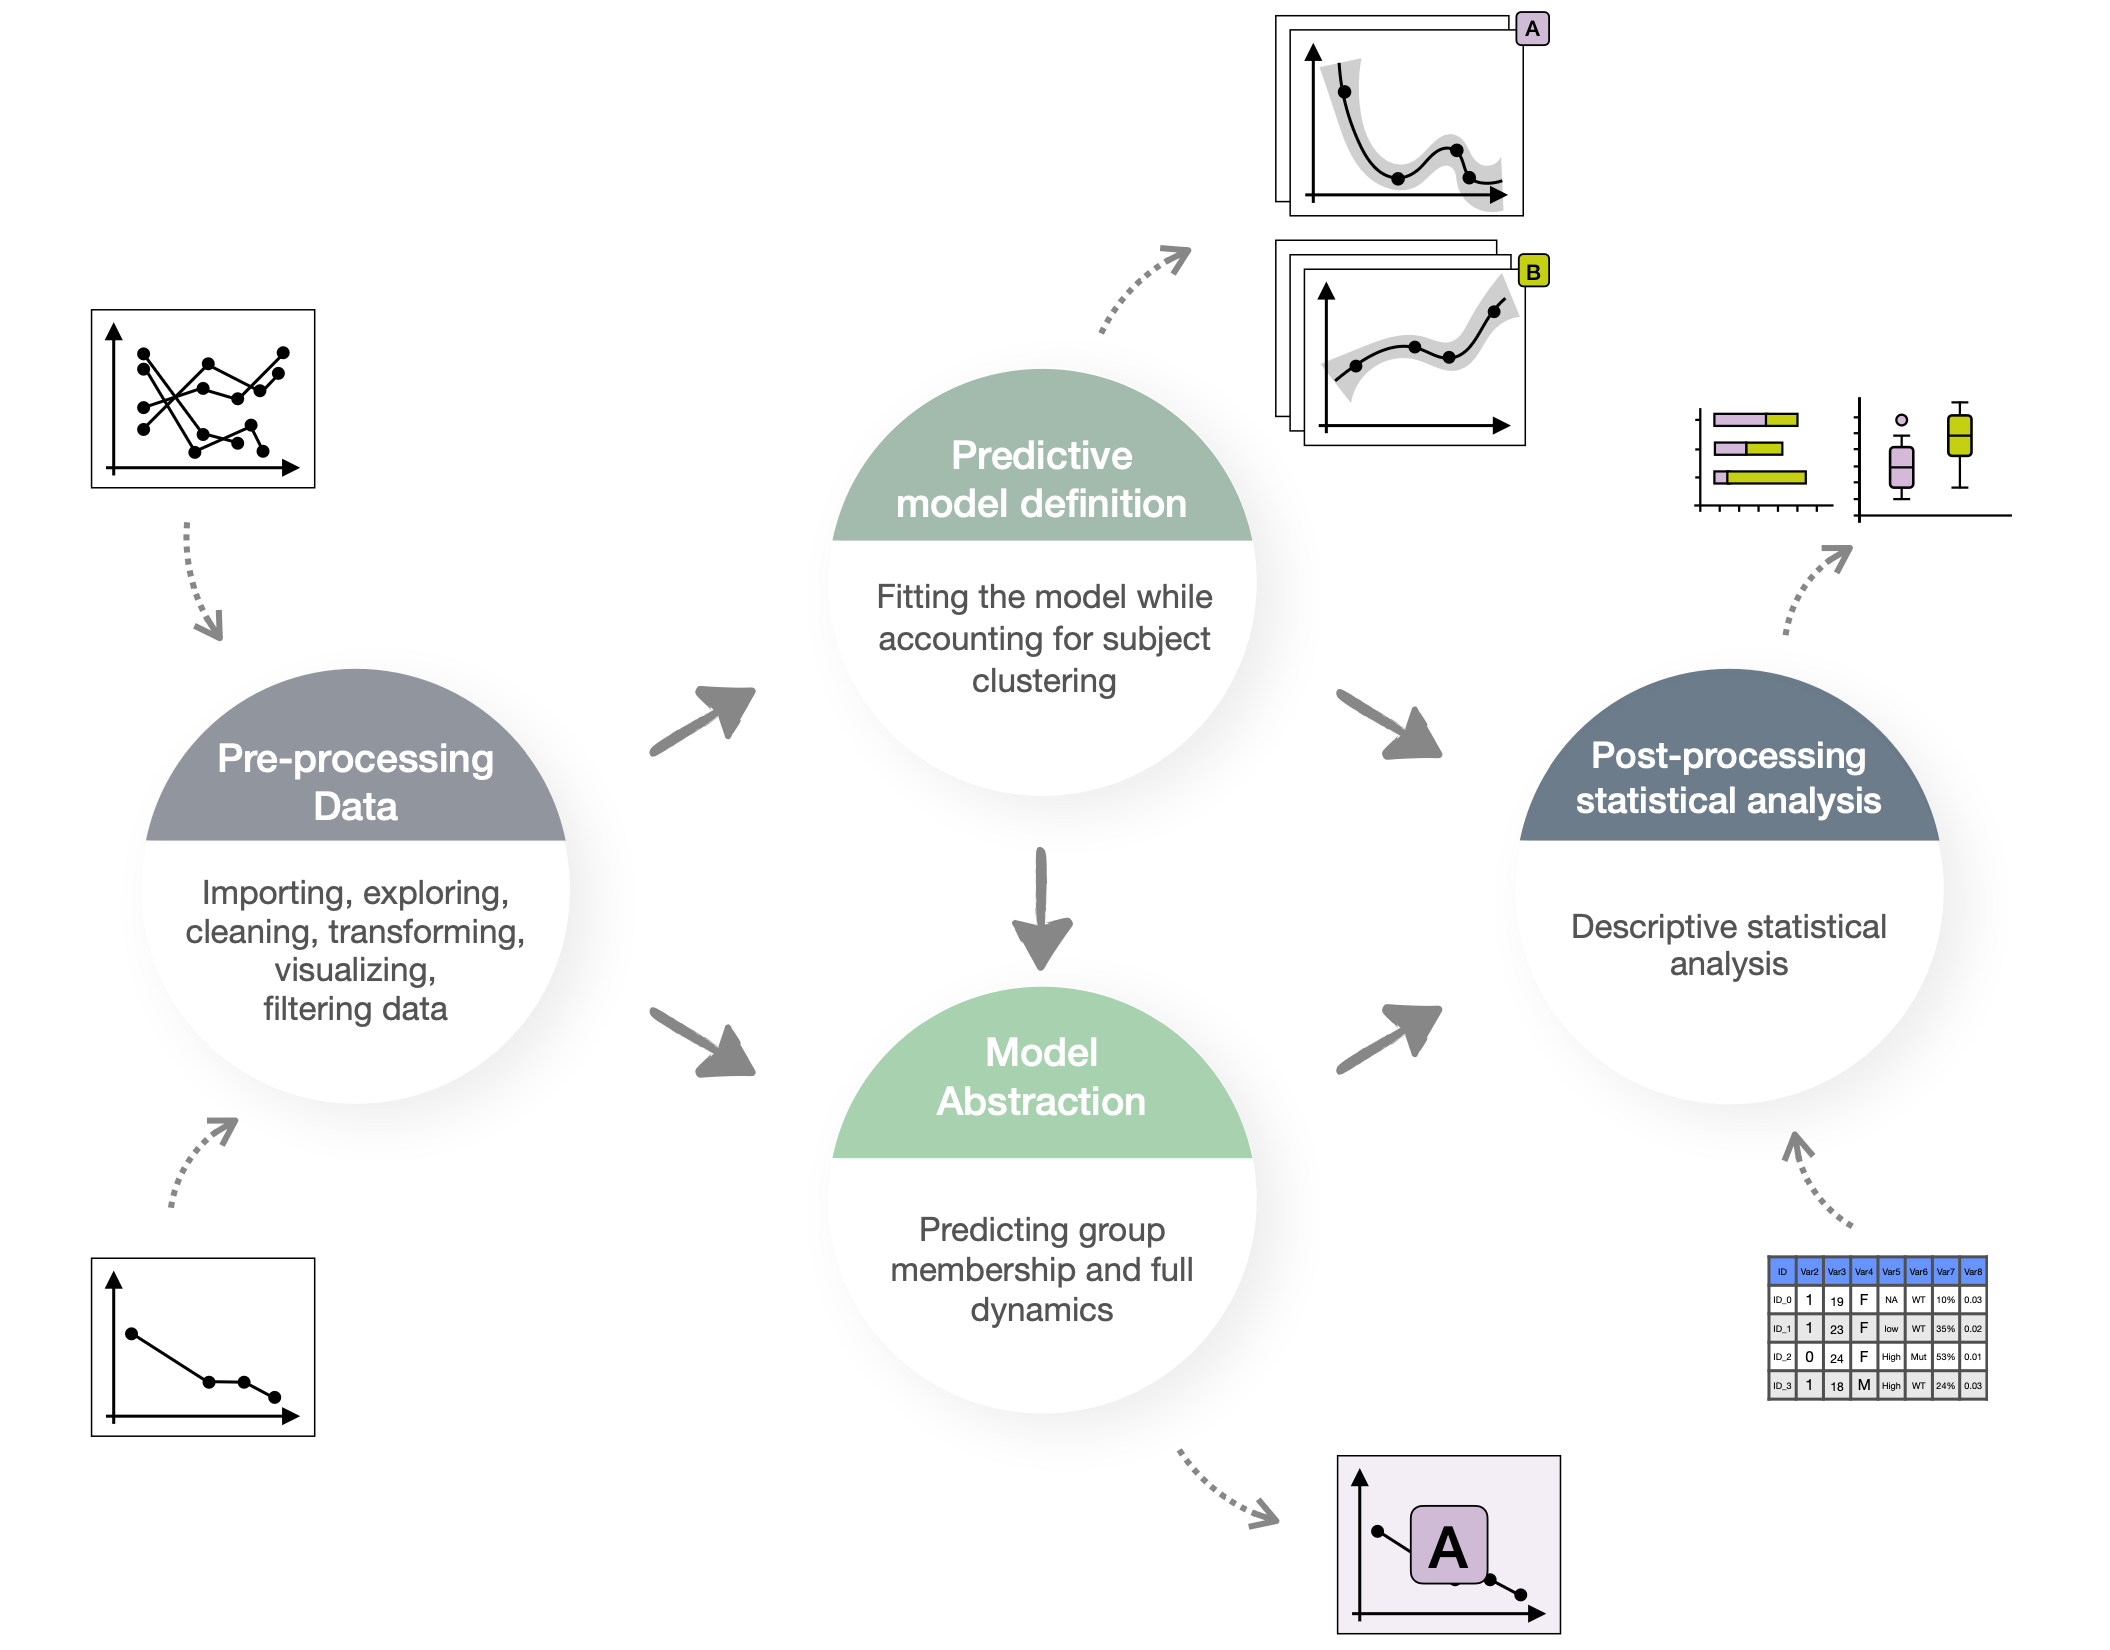 A
B
Predictive
model definition
Fitting the model while
accounting for subject
clustering
Pre-processing
Data
Importing, exploring,
cleaning, transforming,
visualizing,
filtering data
Post-processing
statistical analysis
Descriptive statistical
analysis
Model
Abstraction
Predicting group
membership and full
dynamics
ID Var2 Var3 Var4 Var5 Var6 Var7 Var8
ID_0 1 19 F NA WT 10% 0.03
ID_1 1 23 F low WT 35% 0.02
ID_2 0 24 F High Mut 53% 0.01
ID_3 1 18 M High WT 24% 0.03
A